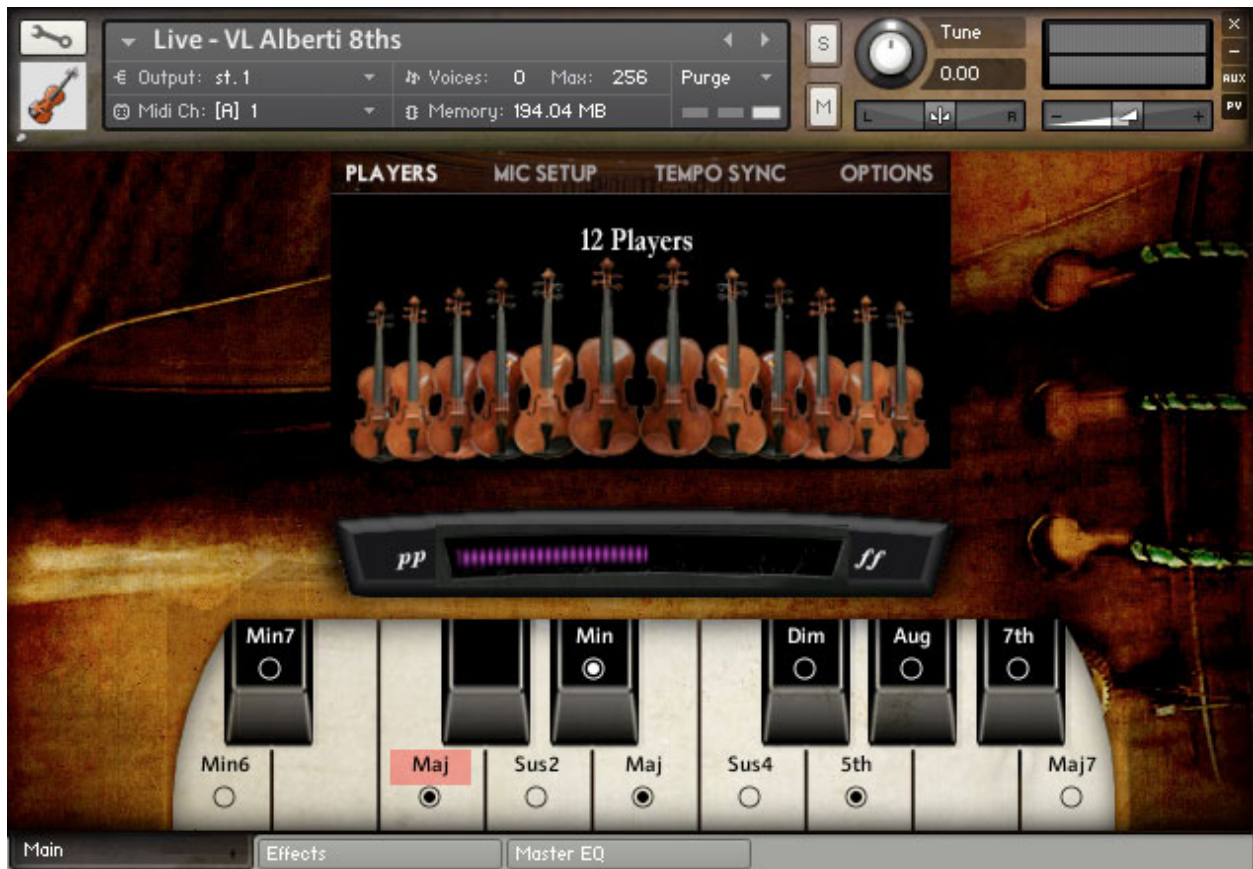 Live - VL Alberti 8ths
S
Tune
X
Output: st. 1
Voices: 0 Max: 256
Purge
0.00
AUX
Midi Ch: [A] 1
Memory: 194.04 MB
M
L
R
-
+
PV
PLAYERS MIC SETUP TEMPO SYNC OPTIONS
12 Players
pp
ff
Min7 Min Dim Aug 7th
Min6 Maj Sus2 Maj Sus4 5th Maj7
Main Effects Master EQ